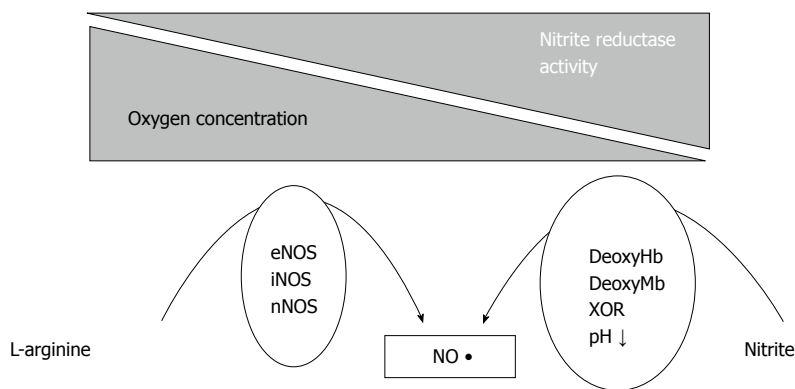 Nitrite reductase
activity
Oxygen concentration
eNOS
iNOS
nNOS
DeoxyHb
DeoxyMb
XOR
pH ↓
L-arginine
NO •
Nitrite